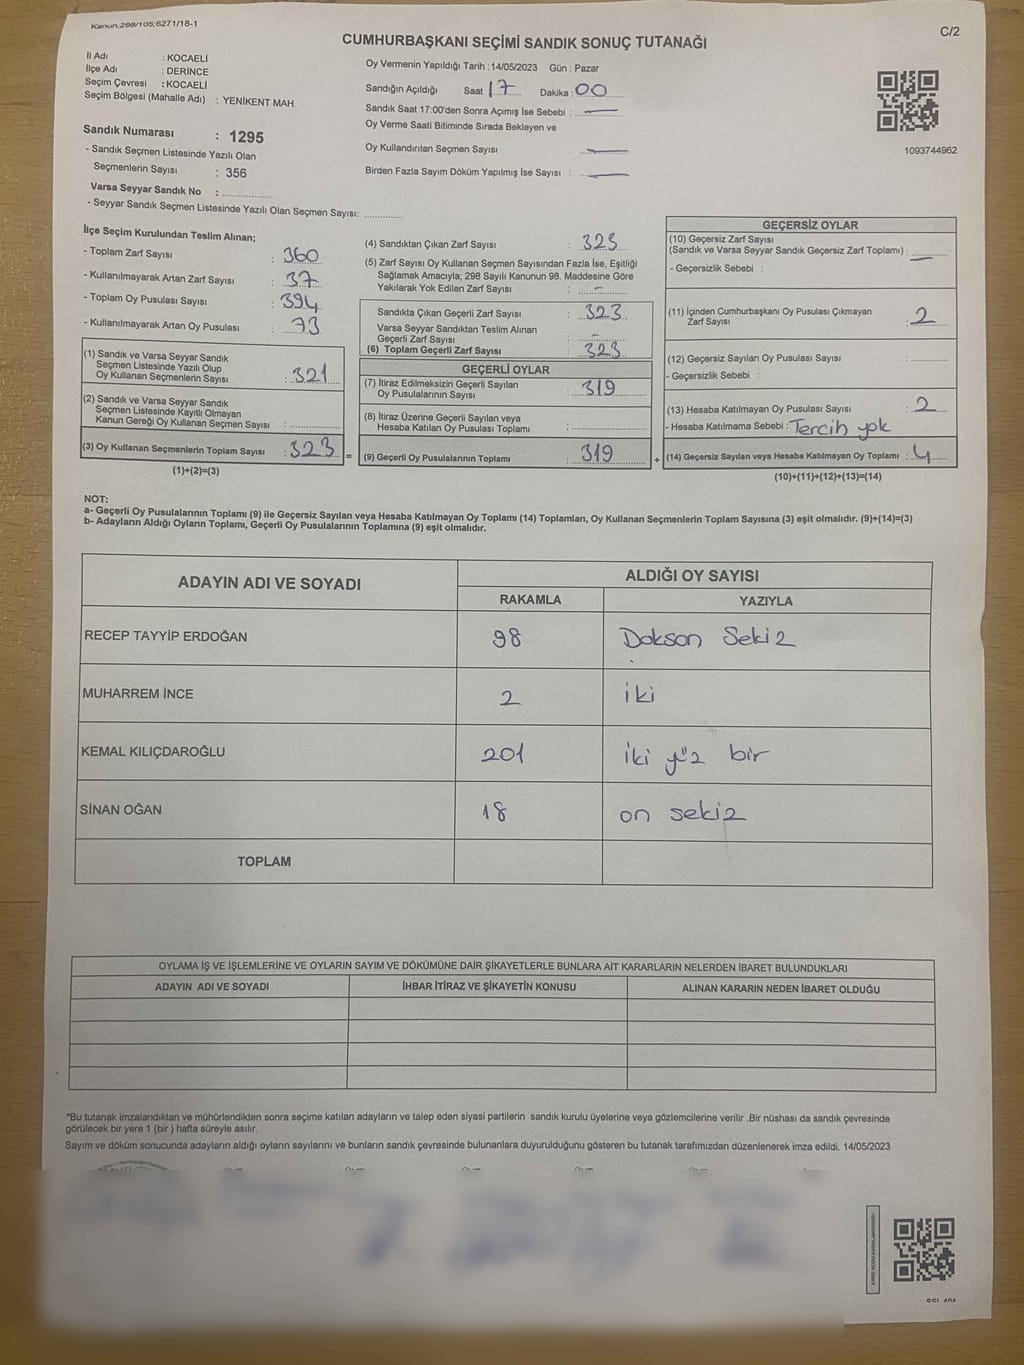 Kanun,298/105,6271/18-1
C/2
CUMHURBAŞKANI SEÇİMİ SANDIK SONUÇ TUTANAĞI
İl Adı : KOCAELİ
İlçe Adı : DERİNCE
Seçim Çevresi : KOCAELİ
Seçim Bölgesi (Mahalle Adı) : YENİKENT MAH.
Sandık Numarası : 1295
- Sandık Seçmen Listesinde Yazılı Olan
Seçmenlerin Sayısı : 356
Varsa Seyyar Sandık No :
- Seyyar Sandık Seçmen Listesinde Yazılı Olan Seçmen Sayısı:
Oy Vermenin Yapıldığı Tarih : 14/05/2023 Gün : Pazar
Sandığın Açıldığı Saat 17 Dakika : 00
Sandık Saat 17:00'den Sonra Açımış İse Sebebi : —
Oy Verme Saati Bitiminde Sırada Bekleyen ve
Oy Kullandırılan Seçmen Sayısı : —
Birden Fazla Sayım Döküm Yapılmış İse Sayısı : —
1093744962
İlçe Seçim Kurulundan Teslim Alınan;
- Toplam Zarf Sayısı : 360
- Kullanılmayarak Artan Zarf Sayısı : 37
- Toplam Oy Pusulası Sayısı : 394
- Kullanılmayarak Artan Oy Pusulası : 73
(1) Sandık ve Varsa Seyyar Sandık
Seçmen Listesinde Yazılı Olup
Oy Kullanan Seçmenlerin Sayısı : 321
(2) Sandık ve Varsa Seyyar Sandık
Seçmen Listesinde Kayıtlı Olmayan
Kanun Gereği Oy Kullanan Seçmen Sayısı :
(3) Oy Kullanan Seçmenlerin Toplam Sayısı : 323 =
(1)+(2)=(3)
(4) Sandıktan Çıkan Zarf Sayısı : 323
(5) Zarf Sayısı Oy Kullanan Seçmen Sayısından Fazla İse, Eşitliği
Sağlamak Amacıyla; 298 Sayılı Kanunun 98. Maddesine Göre
Yakılarak Yok Edilen Zarf Sayısı : —
Sandıkta Çıkan Geçerli Zarf Sayısı : 323
Varsa Seyyar Sandıktan Teslim Alınan
Geçerli Zarf Sayısı : —
(6) Toplam Geçerli Zarf Sayısı : 323
GEÇERLİ OYLAR
(7) İtiraz Edilmeksizin Geçerli Sayılan
Oy Pusulalarının Sayısı : 319
(8) İtiraz Üzerine Geçerli Sayılan veya
Hesaba Katılan Oy Pusulası Toplamı :
(9) Geçerli Oy Pusulalarının Toplamı : 319 +
GEÇERSİZ OYLAR
(10) Geçersiz Zarf Sayısı
(Sandık ve Varsa Seyyar Sandık Geçersiz Zarf Toplamı) : —
- Geçersizlik Sebebi :
(11) İçinden Cumhurbaşkanı Oy Pusulası Çıkmayan
Zarf Sayısı : 2
(12) Geçersiz Sayılan Oy Pusulası Sayısı :
- Geçersizlik Sebebi :
(13) Hesaba Katılmayan Oy Pusulası Sayısı : 2
- Hesaba Katılmama Sebebi : Tercih yok
(14) Geçersiz Sayılan veya Hesaba Katılmayan Oy Toplamı : 4
(10)+(11)+(12)+(13)=(14)
NOT:
a- Geçerli Oy Pusulalarının Toplamı (9) ile Geçersiz Sayılan veya Hesaba Katılmayan Oy Toplamı (14) Toplamları, Oy Kullanan Seçmenlerin Toplam Sayısına (3) eşit olmalıdır. (9)+(14)=(3)
b- Adayların Aldığı Oyların Toplamı, Geçerli Oy Pusulalarının Toplamına (9) eşit olmalıdır.
ADAYIN ADI VE SOYADI
ALDIĞI OY SAYISI
RAKAMLA YAZIYLA
RECEP TAYYİP ERDOĞAN 98 Dokson Sekiz
MUHARREM İNCE 2 iki
KEMAL KILIÇDAROĞLU 201 iki yüz bir
SİNAN OĞAN 18 on sekiz
TOPLAM
OYLAMA İŞ VE İŞLEMLERİNE VE OYLARIN SAYIM VE DÖKÜMÜNE DAİR ŞİKAYETLERLE BUNLARA AİT KARARLARIN NELERDEN İBARET BULUNDUKLARI
ADAYIN ADI VE SOYADI İHBAR İTİRAZ VE ŞİKAYETİN KONUSU ALINAN KARARIN NEDEN İBARET OLDUĞU
*Bu tutanak imzalandıktan ve mühürlendikten sonra seçime katılan adayların ve talep eden siyasi partilerin sandık kurulu üyelerine veya gözlemcilerine verilir .Bir nüshası da sandık çevresinde
görülecek bir yere 1 (bir ) hafta süreyle asılır.
Sayım ve döküm sonucunda adayların aldığı oyların sayılarını ve bunların sandık çevresinde bulunanlara duyurulduğunu gösteren bu tutanak tarafımızdan düzenlenerek imza edildi. 14/05/2023